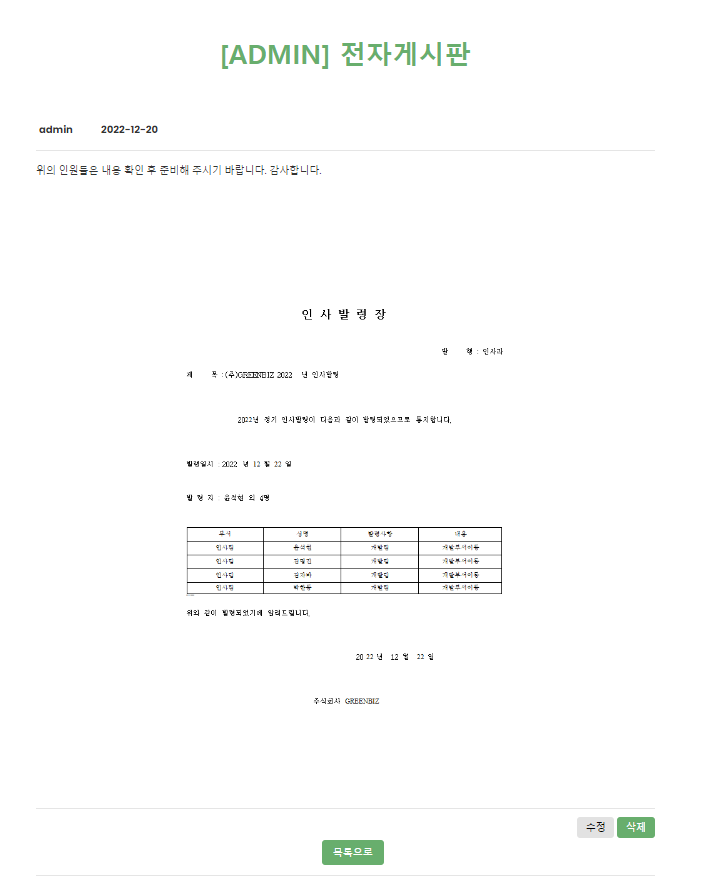 [ADMIN] 전자게시판
admin 2022-12-20
위의 인원들은 내용 확인 후 준비해 주시기 바랍니다. 감사합니다.
인 사 발 령 장
발 행 : 인사과
제 목 :(주)GREENBIZ 2022 년 인사발령
2022년 정기 인사발령이 다음과 같이 발령되었으므로 통지합니다.
발령일시 : 2022 년 12 월 22 일
발 령 자 : 윤석헌 외 4명
부서 성명 발령사항 내용
인사팀 윤석헌 개발팀 개발부서이동
인사팀 개발팀 개발부서이동
인사팀 개발팀 개발부서이동
인사팀 개발팀 개발부서이동
위와 같이 발령되었기에 알려드립니다.
2022 년 12 월 22 일
주식회사 GREENBIZ
수정 삭제
목록으로